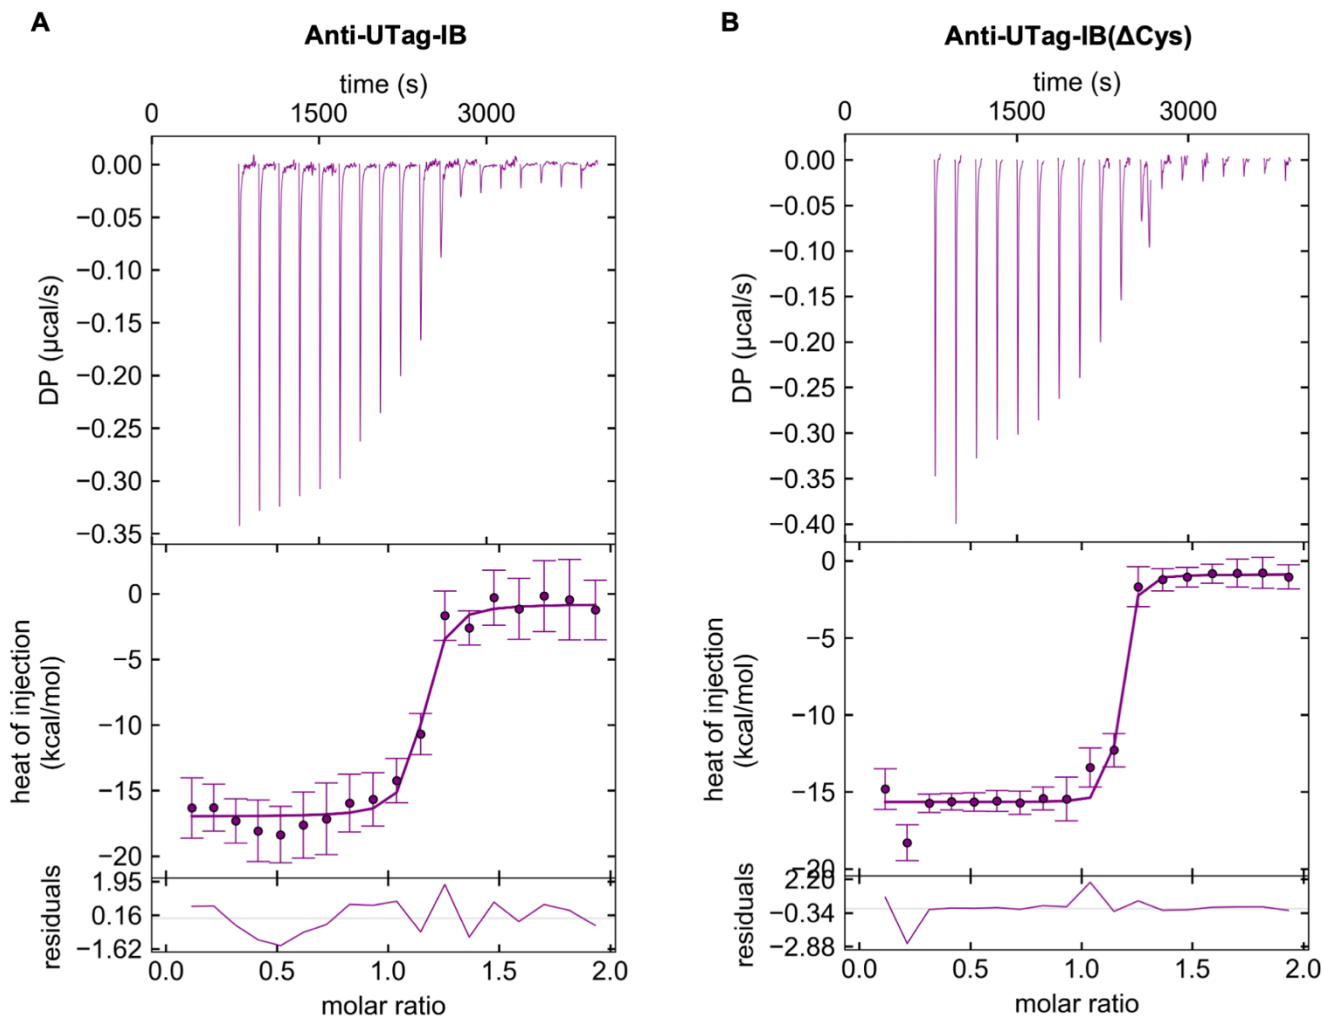 A
Anti-UTag-IB
time (s)
0 1500 3000
0.00
−0.05
−0.10
−0.15
−0.20
−0.25
−0.30
−0.35
DP (µcal/s)
0
−5
−10
−15
−20
heat of injection
(kcal/mol)
1.95
0.16
−1.62
residuals
0.0 0.5 1.0 1.5 2.0
molar ratio
B
Anti-UTag-IB(ΔCys)
time (s)
0 1500 3000
0.00
−0.05
−0.10
−0.15
−0.20
−0.25
−0.30
−0.35
−0.40
DP (µcal/s)
0
−5
−10
−15
−20
heat of injection
(kcal/mol)
2.20
−0.34
−2.88
residuals
0.0 0.5 1.0 1.5 2.0
molar ratio